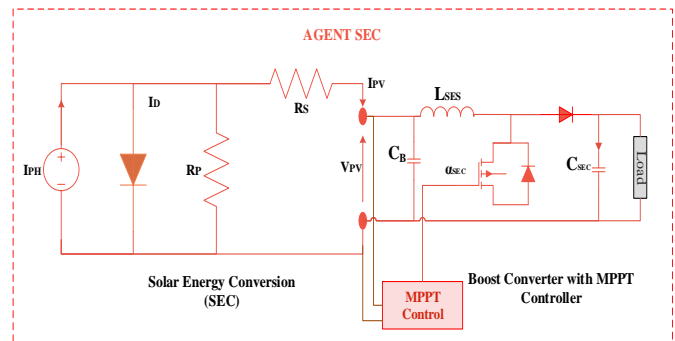 AGENT SEC
IPV
LSES
ID
RS
IPH
RP
CB
VPV
αSEC
CSEC
Load
Solar Energy Conversion
(SEC)
MPPT
Control
Boost Converter with MPPT
Controller